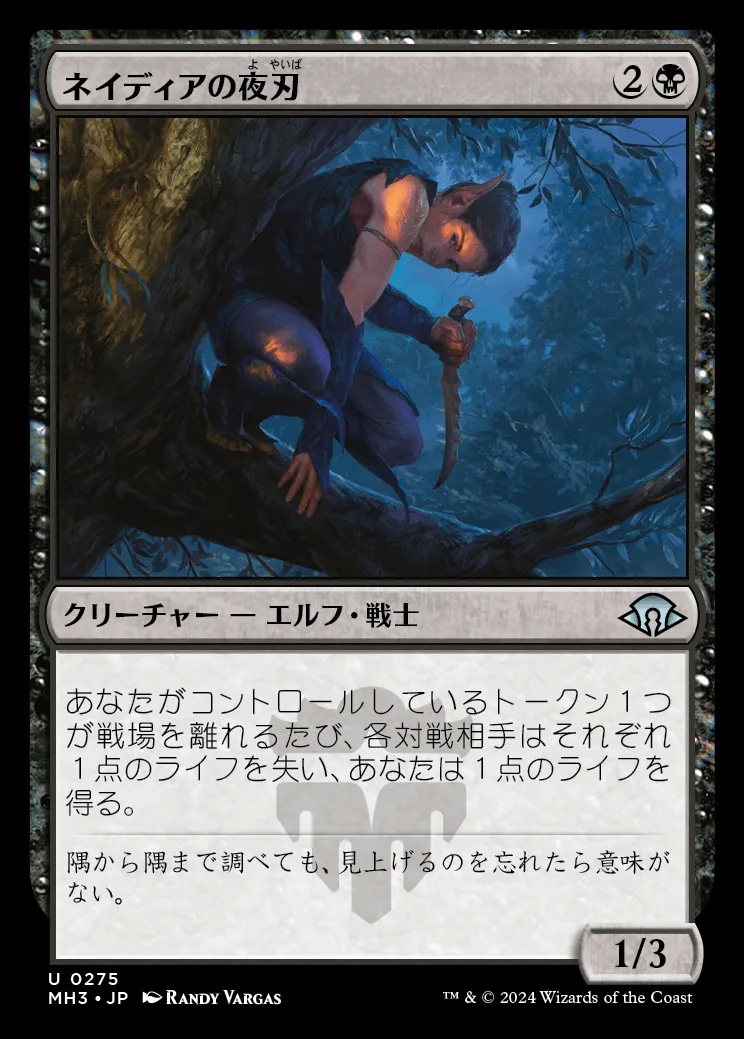 よ やいば
ネイディアの夜刃
2
クリーチャー — エルフ・戦士
あなたがコントロールしているトークン1つ
が戦場を離れるたび、各対戦相手はそれぞれ
1点のライフを失い、あなたは1点のライフを
得る。
隅から隅まで調べても、見上げるのを忘れたら意味が
ない。
1/3
U 0275
MH3 • JP RANDY VARGAS
™ & © 2024 Wizards of the Coast